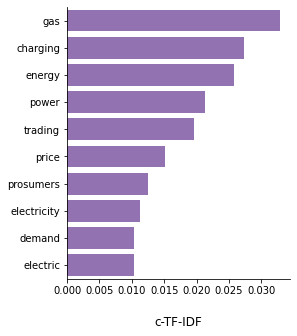 gas
charging
energy
power
trading
price
prosumers
electricity
demand
electric
0.000 0.005 0.010 0.015 0.020 0.025 0.030
c-TF-IDF